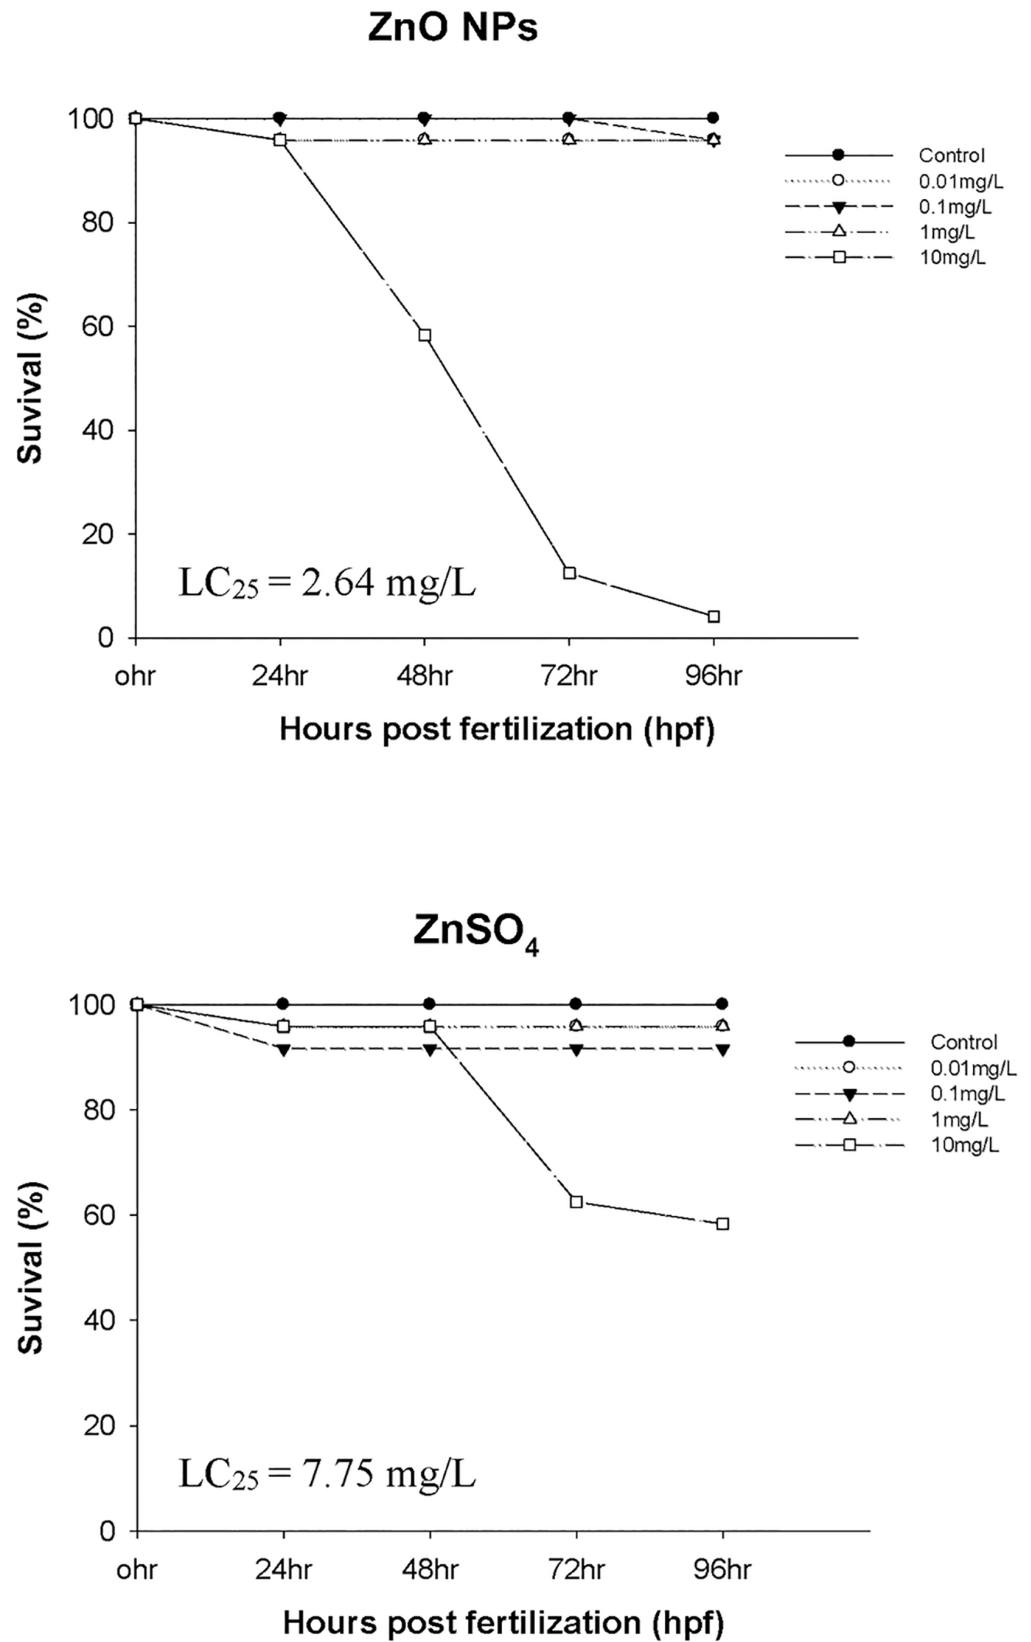 ZnO NPs
100
80
60
40
20
0
Suvival (%)
ohr 24hr 48hr 72hr 96hr
Hours post fertilization (hpf)
LC25 = 2.64 mg/L
Control
0.01mg/L
0.1mg/L
1mg/L
10mg/L
ZnSO4
100
80
60
40
20
0
Suvival (%)
ohr 24hr 48hr 72hr 96hr
Hours post fertilization (hpf)
LC25 = 7.75 mg/L
Control
0.01mg/L
0.1mg/L
1mg/L
10mg/L